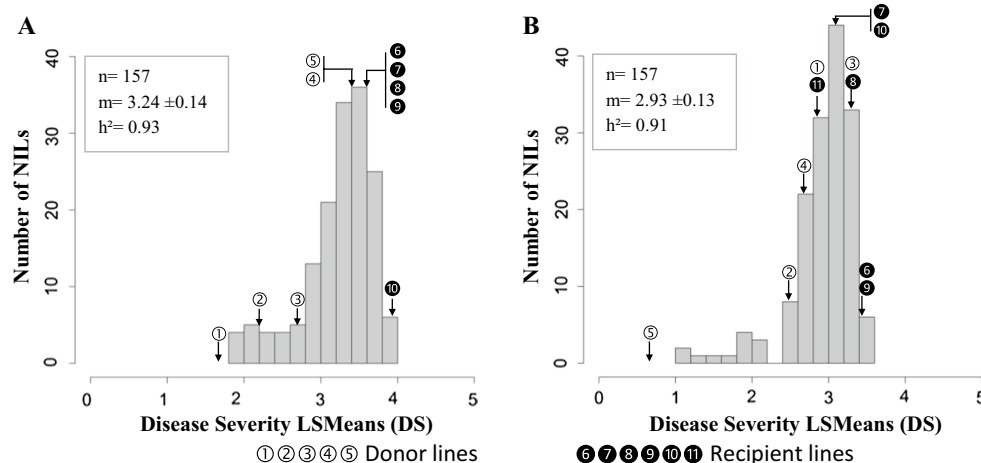 A
n= 157
m= 3.24 ±0.14
h²= 0.93
Number of NILs
0 10 20 30 40
① ② ③
⑤
④
❻
❼
❽
❾
❿
0 1 2 3 4 5
Disease Severity LSMeans (DS)
①②③④⑤ Donor lines
B
n= 157
m= 2.93 ±0.13
h²= 0.91
Number of NILs
0 10 20 30 40
⑤ ② ④
①
⓫
❼
❿
③
❽
❻
❾
0 1 2 3 4 5
Disease Severity LSMeans (DS)
❻❼❽❾❿⓫ Recipient lines